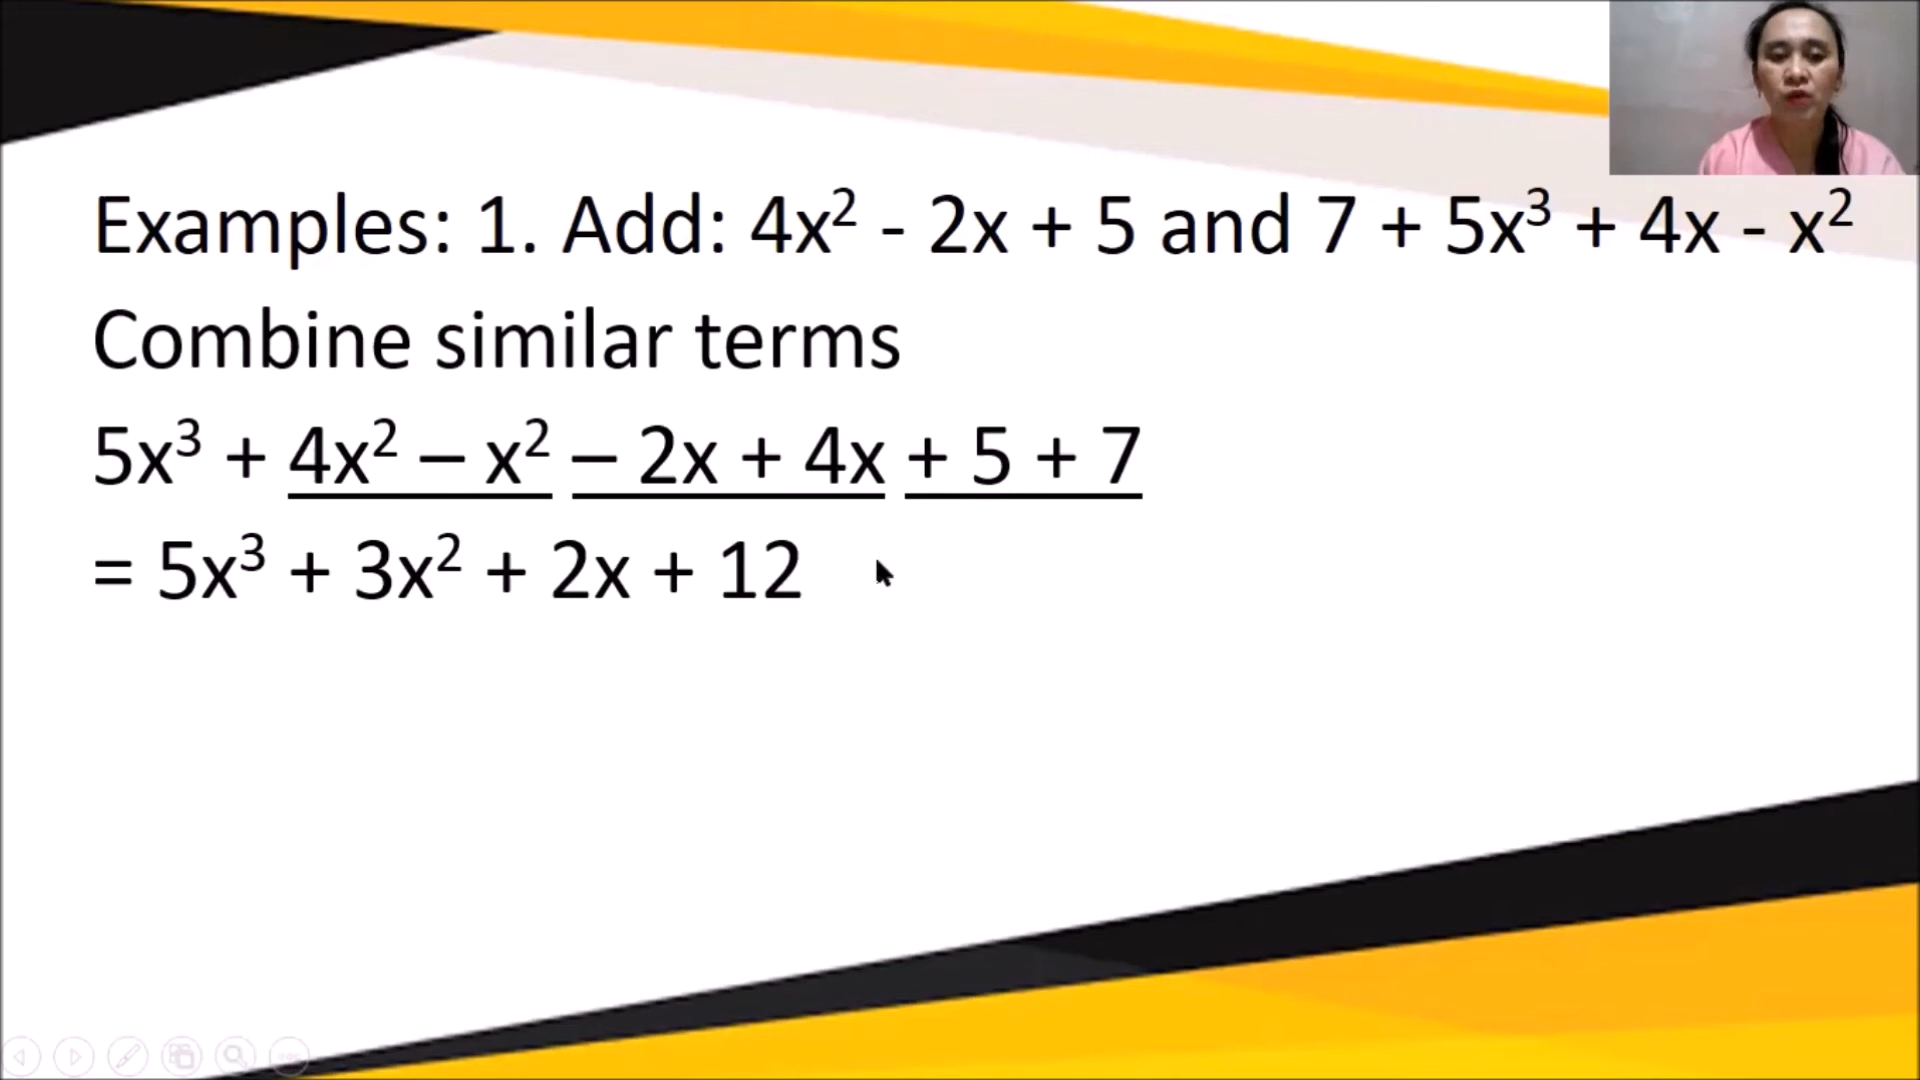 Examples: 1. Add: 4x² - 2x + 5 and 7 + 5x³ + 4x - x²
Combine similar terms
5x³ + 4x² – x² – 2x + 4x + 5 + 7
= 5x³ + 3x² + 2x + 12